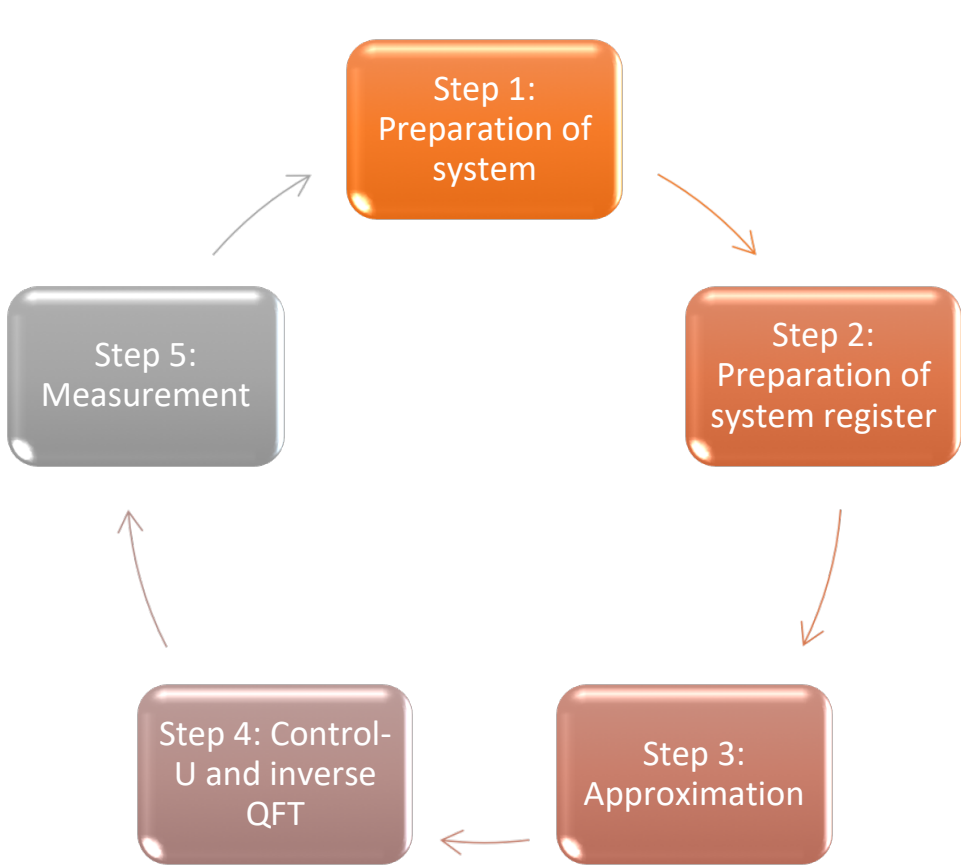 Step 1:
Preparation of
system
Step 2:
Preparation of
system register
Step 3:
Approximation
Step 4: Control-
U and inverse
QFT
Step 5:
Measurement